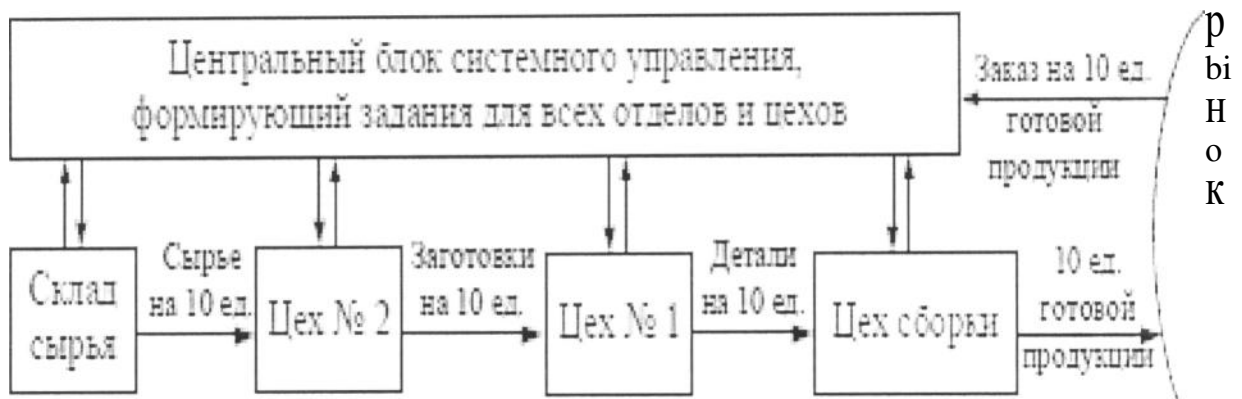 Центральный блок системного управления,
формирующий задания для всех отделов и цехов
Заказ на 10 ед.
готовой
продукции
р
bi
н
о
к
Склад
сырья
Сырье
на 10 ед.
Цех № 2
Заготовки
на 10 ед.
Цех № 1
Детали
на 10 ед.
Цех сборки
10 ед.
готовой
продукции